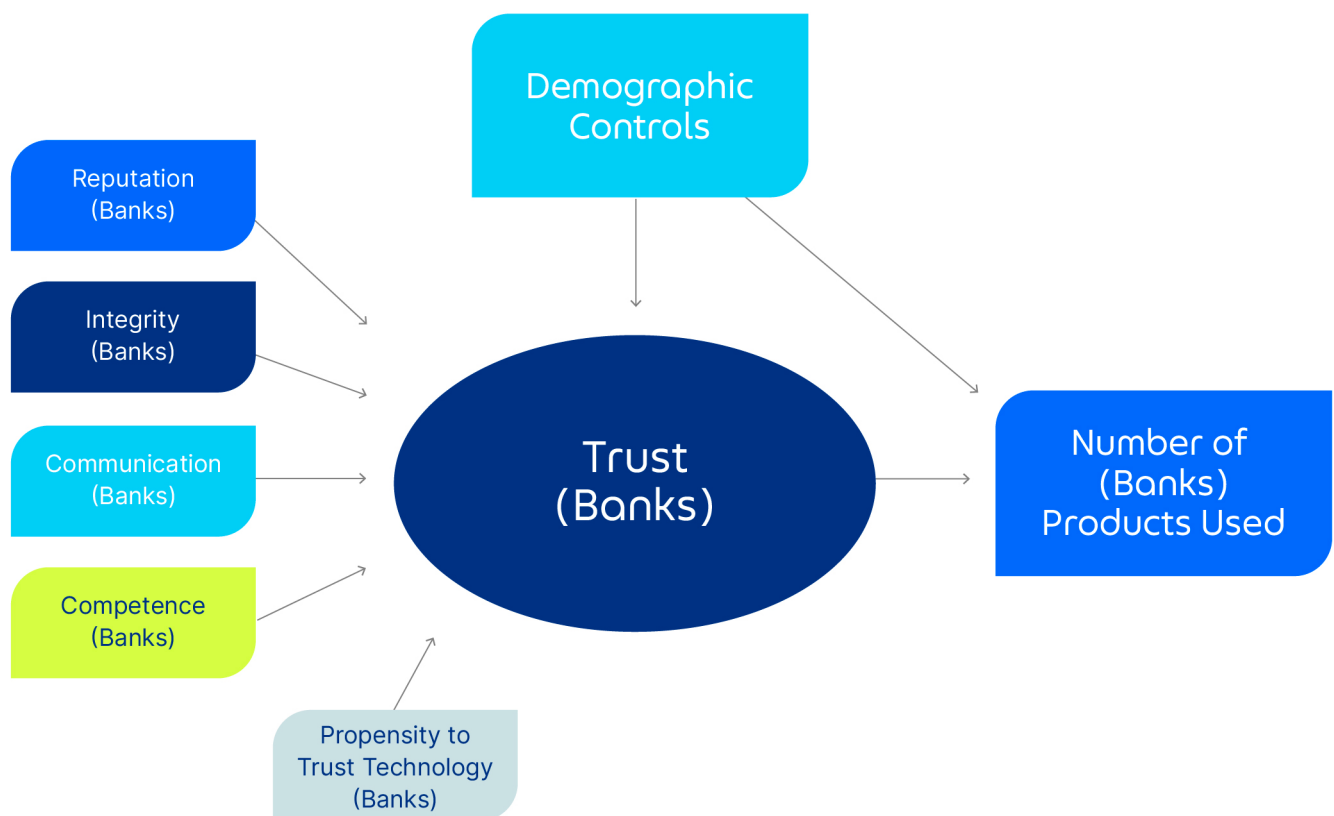 Demographic
Controls
Reputation
(Banks)
Integrity
(Banks)
Communication
(Banks)
Competence
(Banks)
Propensity to
Trust Technology
(Banks)
Trust
(Banks)
Number of
(Banks)
Products Used